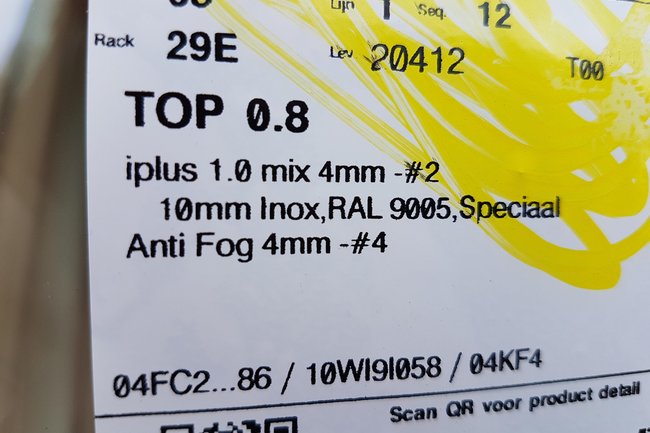 Lijn 1 Seq. 12
Rack 29E Lev 20412 T00
TOP 0.8
iplus 1.0 mix 4mm -#2
10mm Inox,RAL 9005,Speciaal
Anti Fog 4mm -#4
04FC2...86 / 10WI9I058 / 04KF4
Scan QR voor product detail